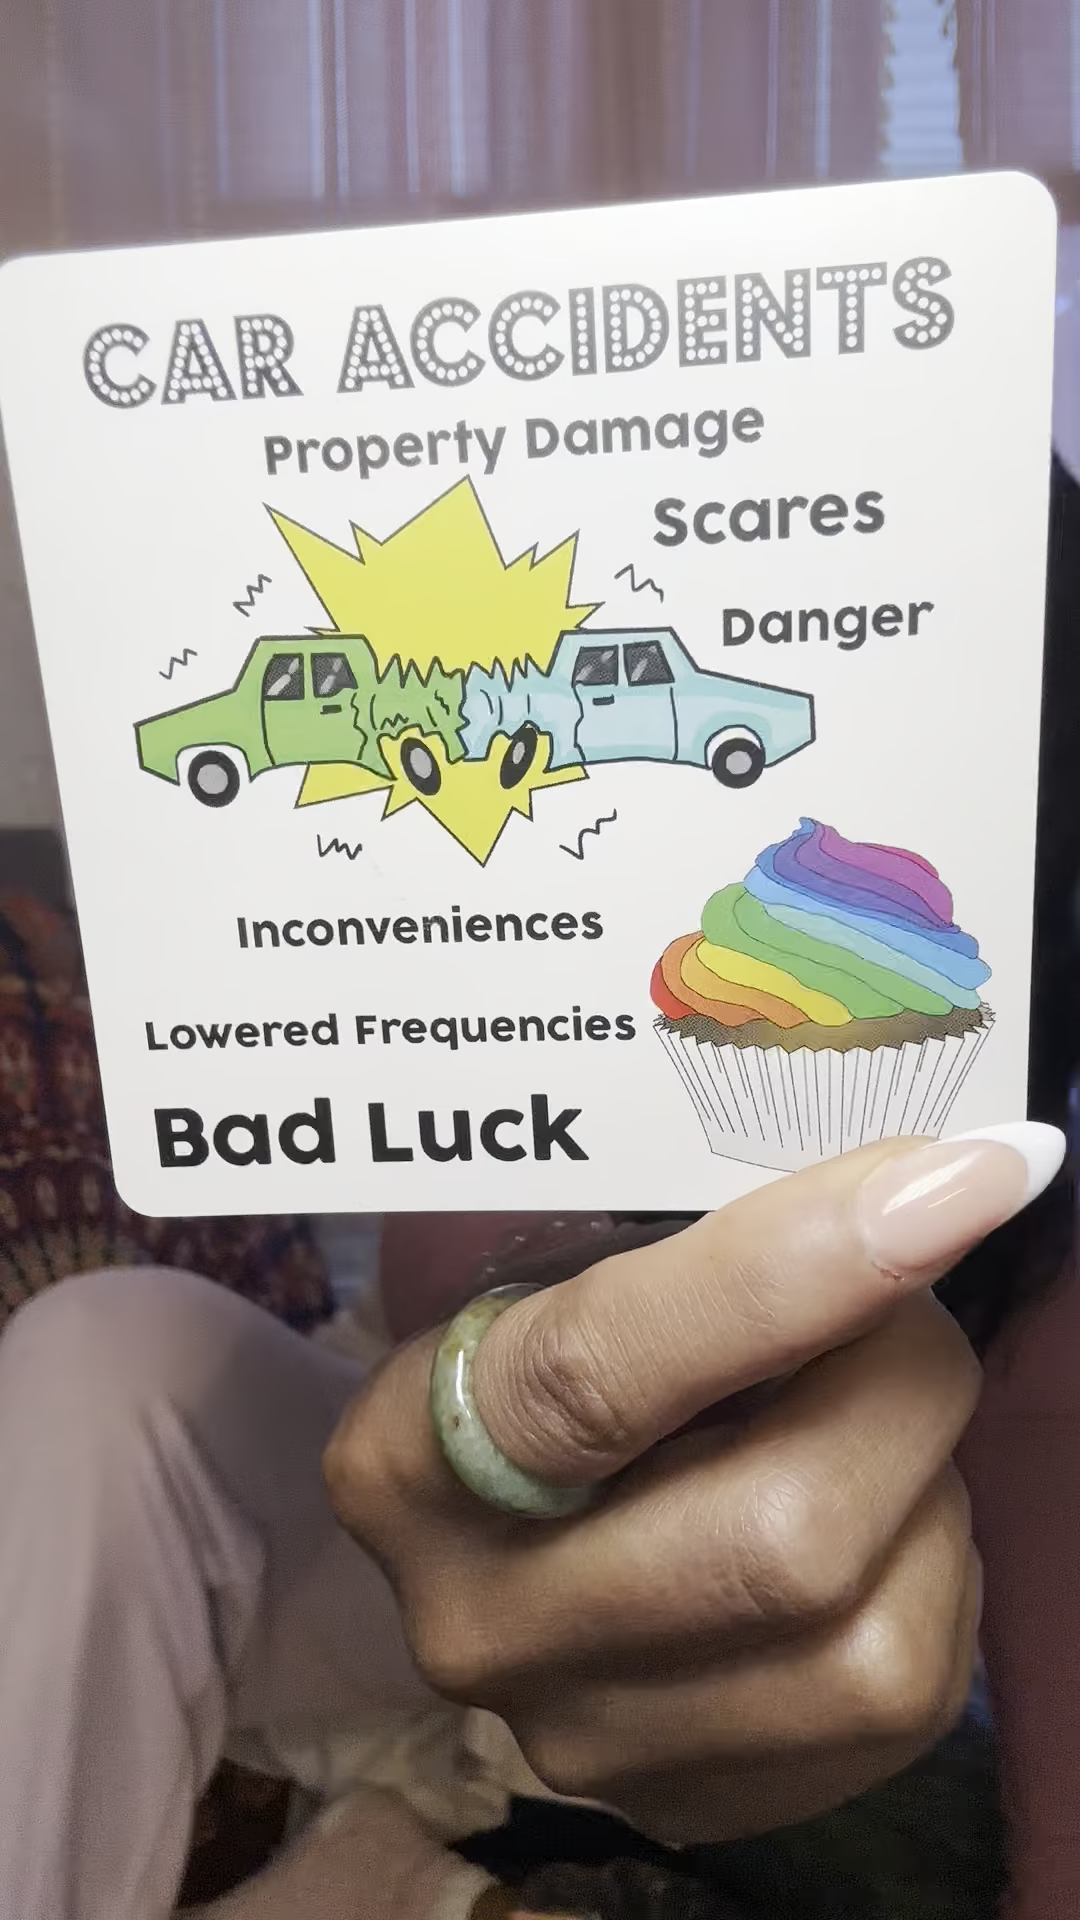 CAR ACCIDENTS
Property Damage
Scares
Danger
Inconveniences
Lowered Frequencies
Bad Luck